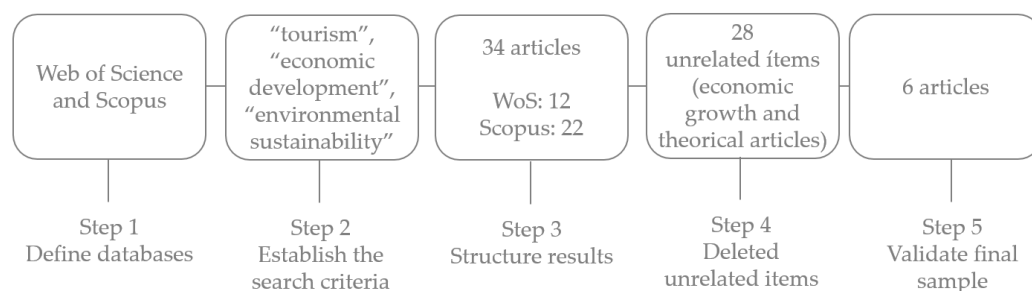 Web of Science
and Scopus
“tourism”,
“economic
development”,
“environmental
sustainability”
34 articles
WoS: 12
Scopus: 22
28
unrelated ítems
(economic
growth and
theorical articles)
6 articles
Step 1
Define databases
Step 2
Establish the
search criteria
Step 3
Structure results
Step 4
Deleted
unrelated items
Step 5
Validate final
sample